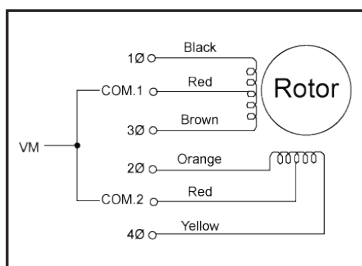 Black
1Ø
COM.1 Red
Rotor
3Ø Brown
VM
2Ø Orange
COM.2 Red
4Ø Yellow